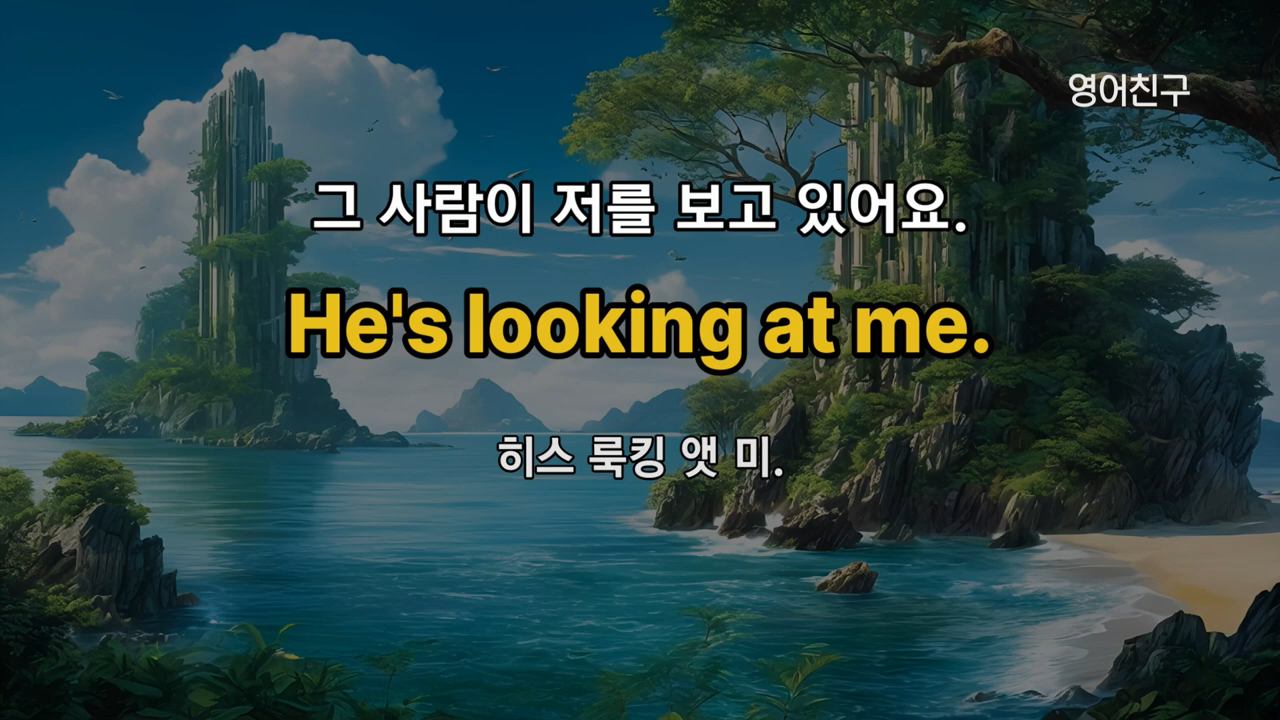 영어친구
그 사람이 저를 보고 있어요.
He's looking at me.
히스 룩킹 앳 미.